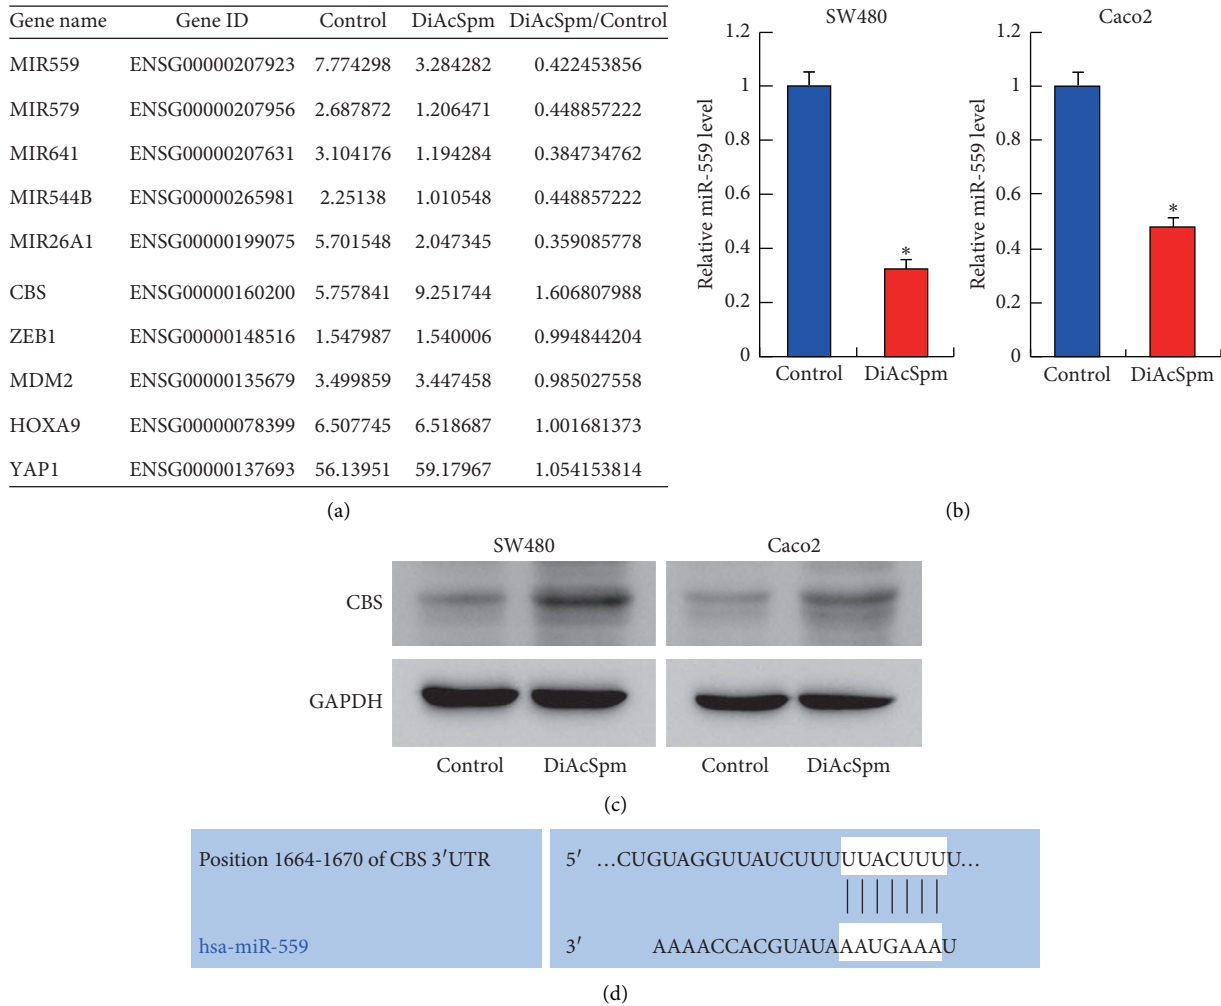 Gene name Gene ID Control DiAcSpm DiAcSpm/Control
MIR559 ENSG00000207923 7.774298 3.284282 0.422453856
MIR579 ENSG00000207956 2.687872 1.206471 0.448857222
MIR641 ENSG00000207631 3.104176 1.194284 0.384734762
MIR544B ENSG00000265981 2.25138 1.010548 0.448857222
MIR26A1 ENSG00000199075 5.701548 2.047345 0.359085778
CBS ENSG00000160200 5.757841 9.251744 1.606807988
ZEB1 ENSG00000148516 1.547987 1.540006 0.994844204
MDM2 ENSG00000135679 3.499859 3.447458 0.985027558
HOXA9 ENSG00000078399 6.507745 6.518687 1.001681373
YAP1 ENSG00000137693 56.13951 59.17967 1.054153814
(a)
SW480
Relative miR-559 level
1.2
1
0.8
0.6
0.4
0.2
0
*
Control DiAcSpm
Caco2
Relative miR-559 level
1.2
1
0.8
0.6
0.4
0.2
0
*
Control DiAcSpm
(b)
SW480 Caco2
CBS
GAPDH
Control DiAcSpm Control DiAcSpm
(c)
Position 1664-1670 of CBS 3′UTR 5′ …CUGUAGGUUAUCUUUUUACUUUU…
hsa-miR-559 3′ AAAACCACGUAUAAAUGAAAU
(d)